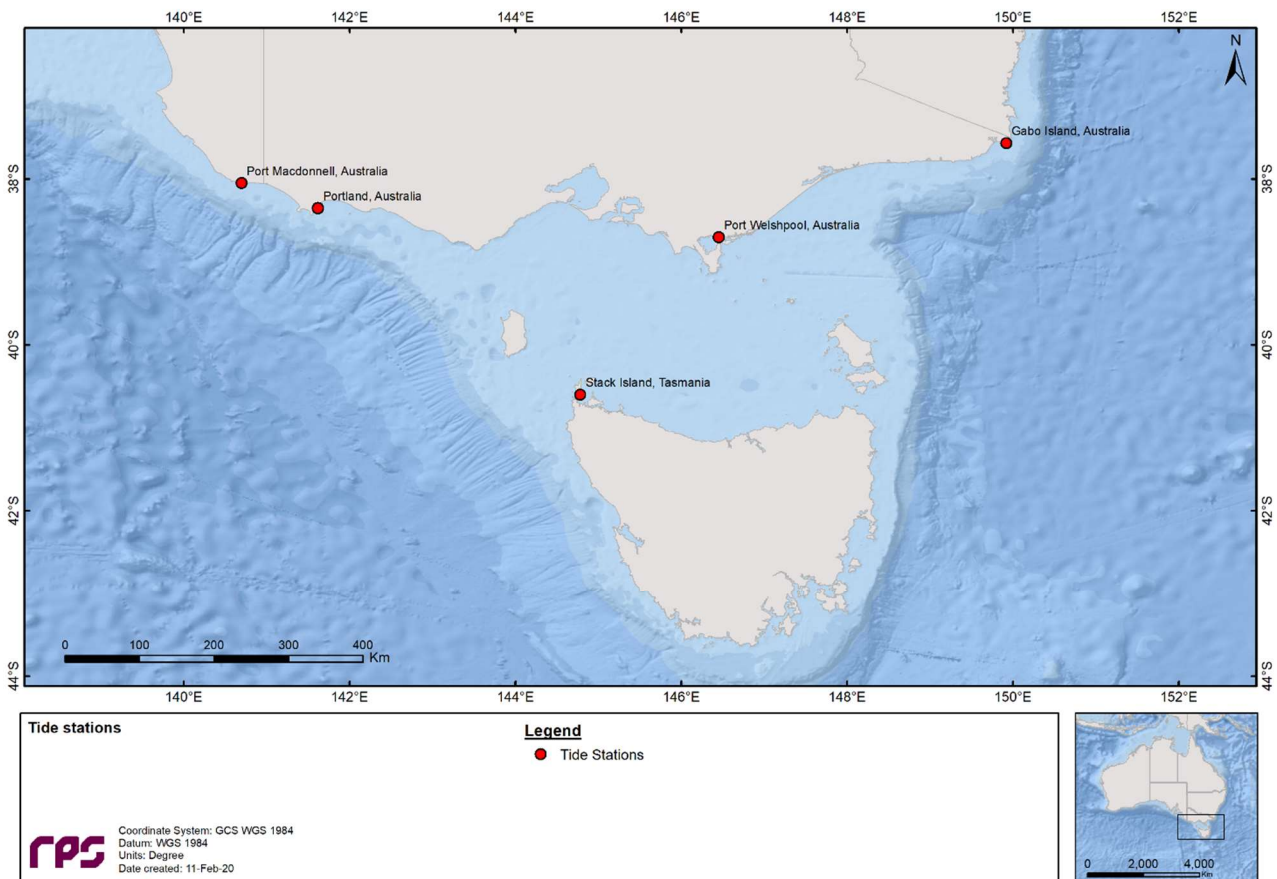 140°E 142°E 144°E 146°E 148°E 150°E 152°E
N
Gabo Island, Australia
38°S 38°S
Port Macdonnell, Australia
Portland, Australia
Port Welshpool, Australia
40°S 40°S
Stack Island, Tasmania
42°S 42°S
0 100 200 300 400
Km
44°S 44°S
140°E 142°E 144°E 146°E 148°E 150°E 152°E
Tide stations
Legend
Tide Stations
rps
Coordinate System: GCS WGS 1984
Datum: WGS 1984
Units: Degree
Date created: 11-Feb-20
0 2,000 4,000
Km